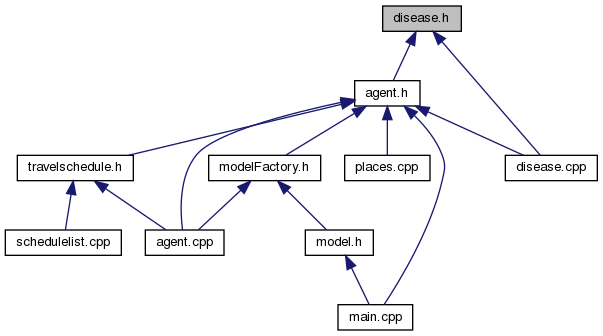 disease.h
agent.h
travelschedule.h
modelFactory.h
places.cpp
disease.cpp
schedulelist.cpp
agent.cpp
model.h
main.cpp